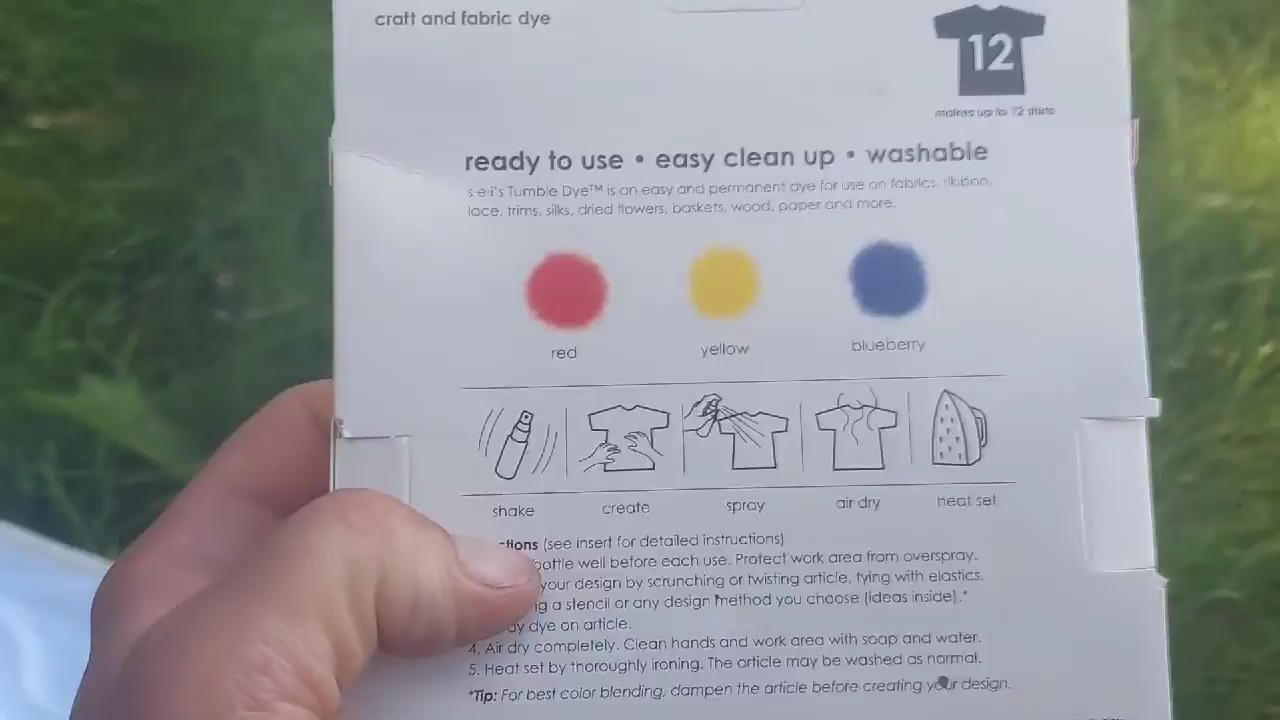 craft and fabric dye
12
makes up to 12 shirts
ready to use • easy clean up • washable
s·e·i's Tumble Dye™ is an easy and permanent dye for use on fabrics, ribbon,
lace, trims, silks, dried flowers, baskets, wood, paper and more.
red
yellow
blueberry
shake
create
spray
air dry
heat set
(see insert for detailed instructions)
bottle well before each use. Protect work area from overspray.
your design by scrunching or twisting article, tying with elastics,
a stencil or any design method you choose (ideas inside).*
dye on article.
4. Air dry completely. Clean hands and work area with soap and water.
5. Heat set by thoroughly ironing. The article may be washed as normal.
*Tip: For best color blending, dampen the article before creating your design.